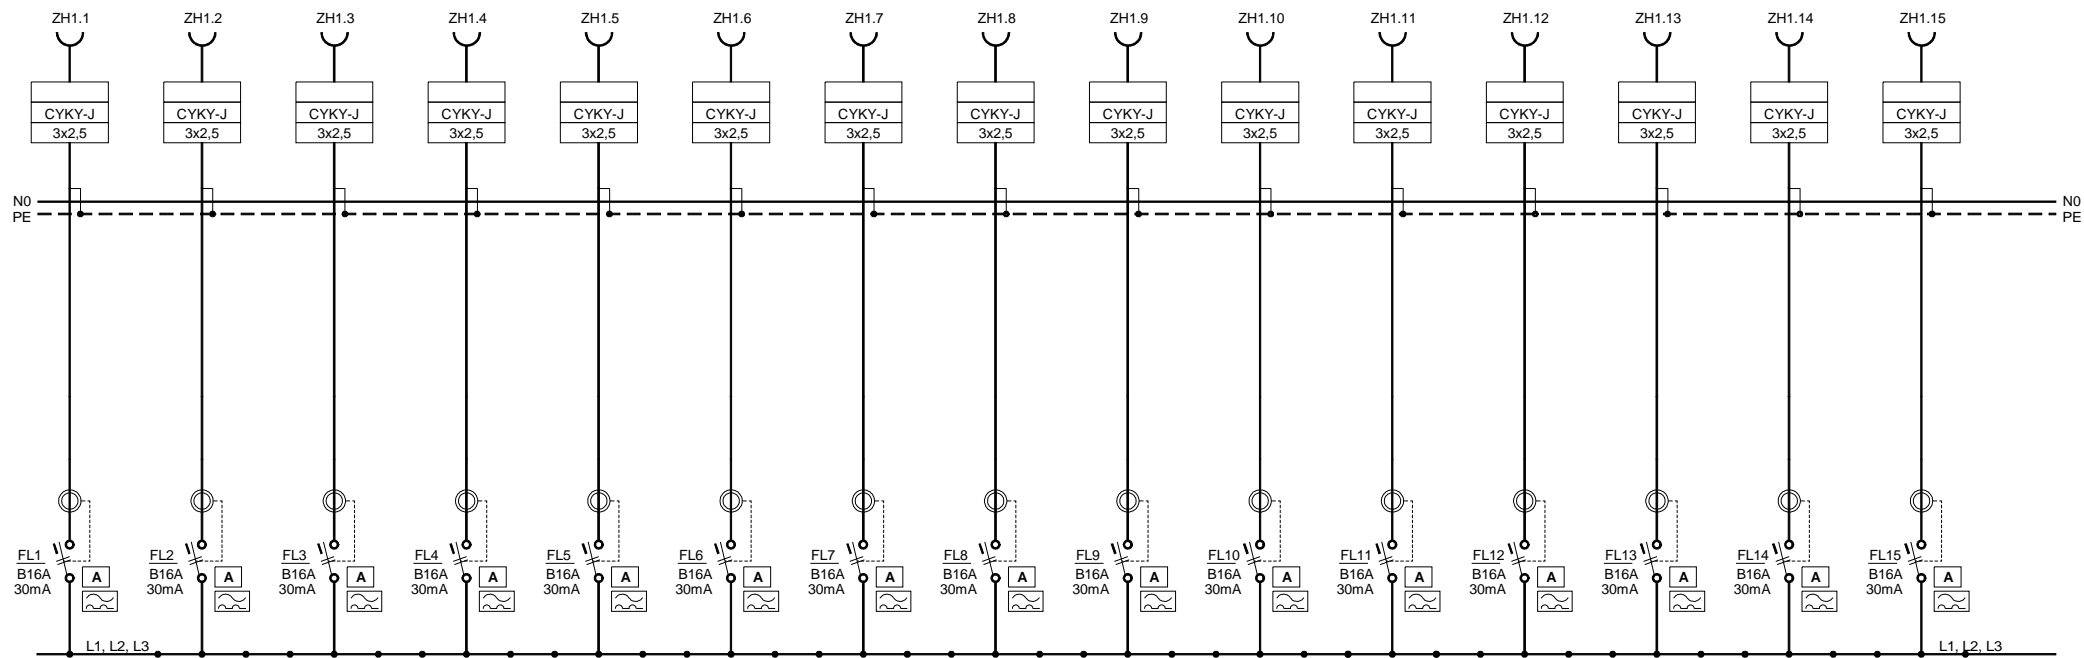 ZH1.1 ZH1.2 ZH1.3 ZH1.4 ZH1.5 ZH1.6 ZH1.7 ZH1.8 ZH1.9 ZH1.10 ZH1.11 ZH1.12 ZH1.13 ZH1.14 ZH1.15
CYKY-J CYKY-J CYKY-J CYKY-J CYKY-J CYKY-J CYKY-J CYKY-J CYKY-J CYKY-J CYKY-J CYKY-J CYKY-J CYKY-J CYKY-J
3x2,5 3x2,5 3x2,5 3x2,5 3x2,5 3x2,5 3x2,5 3x2,5 3x2,5 3x2,5 3x2,5 3x2,5 3x2,5 3x2,5 3x2,5
N0 N0
PE PE
FL1 FL2 FL3 FL4 FL5 FL6 FL7 FL8 FL9 FL10 FL11 FL12 FL13 FL14 FL15
B16A A B16A A B16A A B16A A B16A A B16A A B16A A B16A A B16A A B16A A B16A A B16A A B16A A B16A A B16A A
30mA 30mA 30mA 30mA 30mA 30mA 30mA 30mA 30mA 30mA 30mA 30mA 30mA 30mA 30mA
L1, L2, L3 L1, L2, L3